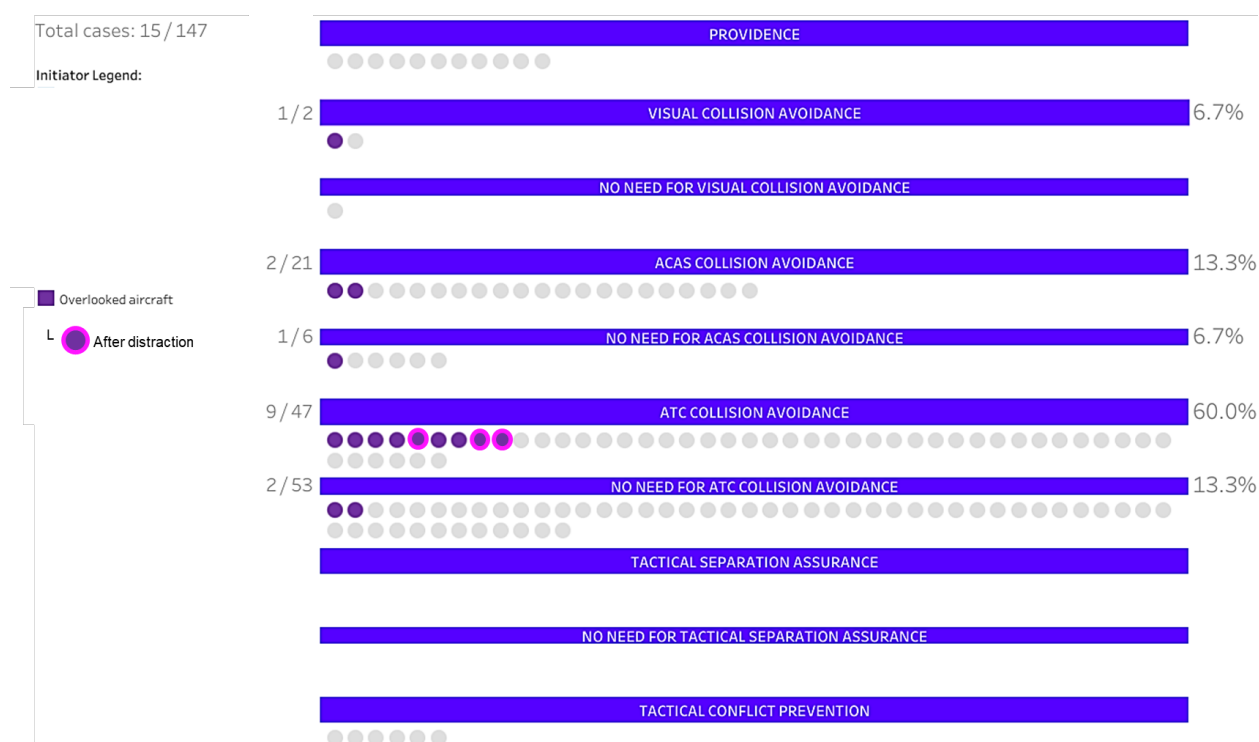 Total cases: 15 / 147
PROVIDENCE
Initiator Legend:
1 / 2
VISUAL COLLISION AVOIDANCE
6.7%
NO NEED FOR VISUAL COLLISION AVOIDANCE
2 / 21
ACAS COLLISION AVOIDANCE
13.3%
Overlooked aircraft
L After distraction
1 / 6
NO NEED FOR ACAS COLLISION AVOIDANCE
6.7%
9 / 47
ATC COLLISION AVOIDANCE
60.0%
2 / 53
NO NEED FOR ATC COLLISION AVOIDANCE
13.3%
TACTICAL SEPARATION ASSURANCE
NO NEED FOR TACTICAL SEPARATION ASSURANCE
TACTICAL CONFLICT PREVENTION